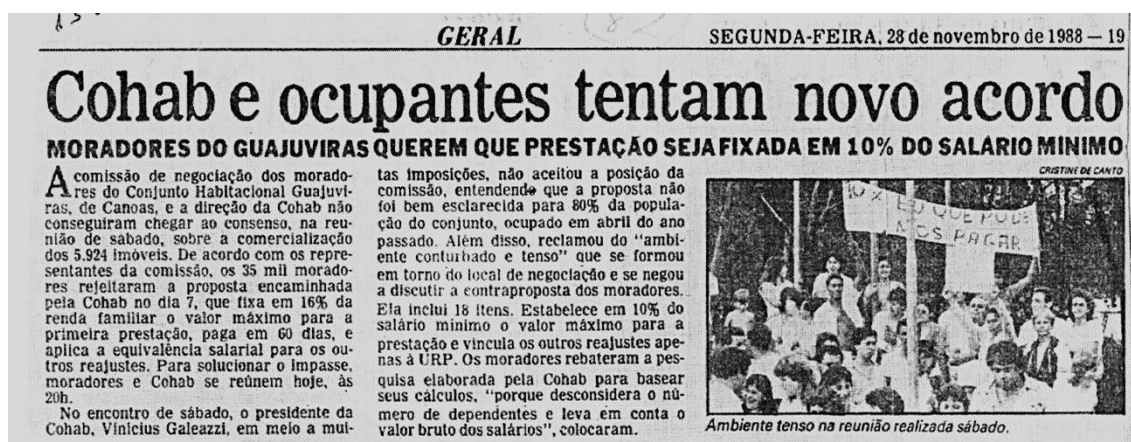 GERAL
SEGUNDA-FEIRA, 28 de novembro de 1988 — 19
Cohab e ocupantes tentam novo acordo
MORADORES DO GUAJUVIRAS QUEREM QUE PRESTAÇÃO SEJA FIXADA EM 10% DO SALÁRIO MINIMO
A comissão de negociação dos morado-
res do Conjunto Habitacional Guajuvi-
ras, de Canoas, e a direção da Cohab não
conseguiram chegar ao consenso, na reu-
nião de sábado, sobre a comercialização
dos 5.924 imóveis. De acordo com os repre-
sentantes da comissão, os 35 mil morado-
res rejeitaram a proposta encaminhada
pela Cohab no dia 7, que fixa em 16% da
renda familiar o valor máximo para a
primeira prestação, paga em 60 dias, e
aplica a equivalência salarial para os ou-
tros reajustes. Para solucionar o impasse,
moradores e Cohab se reúnem hoje, às
20h.
No encontro de sábado, o presidente da
Cohab, Vinicius Galeazzi, em meio a mui-
tas imposições, não aceitou a posição da
comissão, entendendo que a proposta não
foi bem esclarecida para 80% da popula-
ção do conjunto, ocupado em abril do ano
passado. Além disso, reclamou do "ambi-
ente conturbado e tenso" que se formou
em torno do local de negociação e se negou
a discutir a contraproposta dos moradores.
Ela inclui 18 itens. Estabelece em 10% do
salário mínimo o valor máximo para a
prestação e vincula os outros reajustes ape-
nas à URP. Os moradores rebateram a pes-
quisa elaborada pela Cohab para basear
seus cálculos, "porque desconsidera o nú-
mero de dependentes e leva em conta o
valor bruto dos salários", colocaram.
CRISTINE DE CANTO
10% É O QUE PODE
MOS PAGAR
Ambiente tenso na reunião realizada sábado.